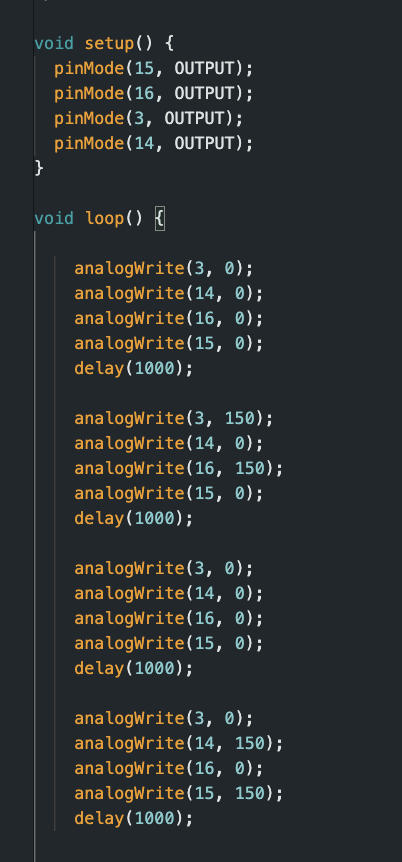 void setup() {
pinMode(15, OUTPUT);
pinMode(16, OUTPUT);
pinMode(3, OUTPUT);
pinMode(14, OUTPUT);
}
void loop() {
analogWrite(3, 0);
analogWrite(14, 0);
analogWrite(16, 0);
analogWrite(15, 0);
delay(1000);
analogWrite(3, 150);
analogWrite(14, 0);
analogWrite(16, 150);
analogWrite(15, 0);
delay(1000);
analogWrite(3, 0);
analogWrite(14, 0);
analogWrite(16, 0);
analogWrite(15, 0);
delay(1000);
analogWrite(3, 0);
analogWrite(14, 150);
analogWrite(16, 0);
analogWrite(15, 150);
delay(1000);